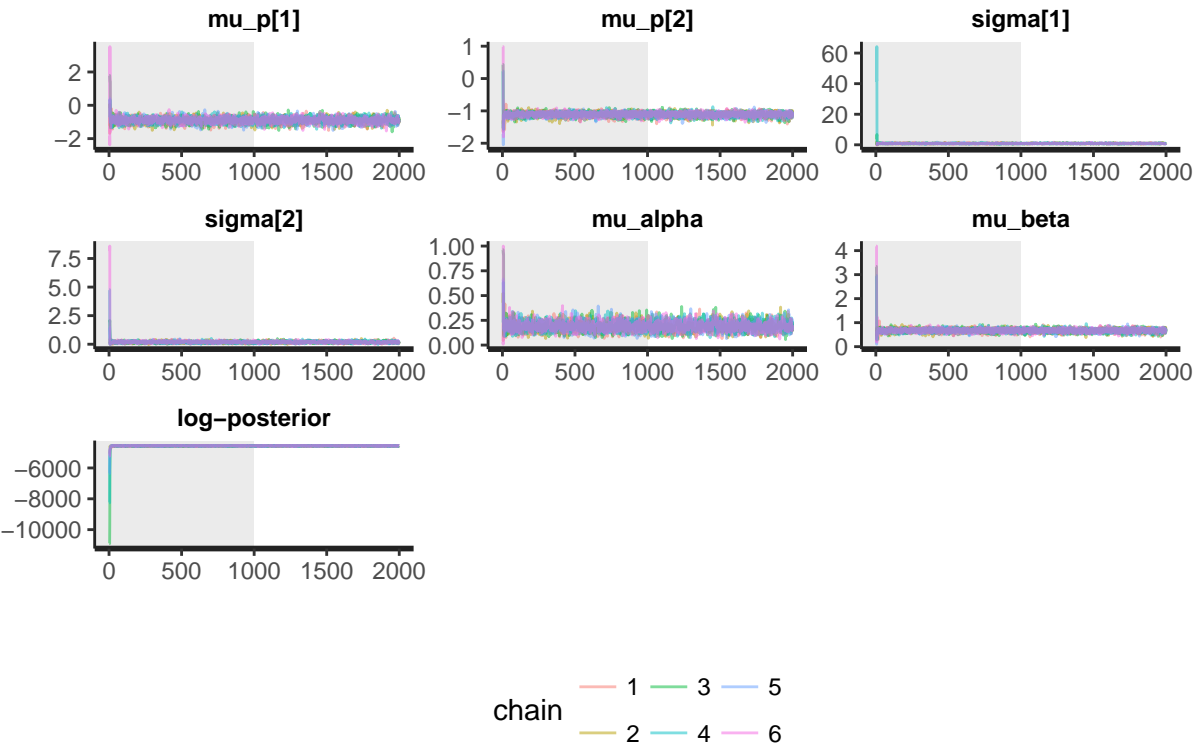 mu_p[1] mu_p[2] sigma[1]
2
0
−2
0 500 1000 1500 2000
1
0
−1
−2
0 500 1000 1500 2000
60
40
20
0
0 500 1000 1500 2000
sigma[2] mu_alpha mu_beta
7.5
5.0
2.5
0.0
0 500 1000 1500 2000
1.00
0.75
0.50
0.25
0.00
0 500 1000 1500 2000
4
3
2
1
0
0 500 1000 1500 2000
log−posterior
−6000
−8000
−10000
0 500 1000 1500 2000
chain
1 3 5
2 4 6